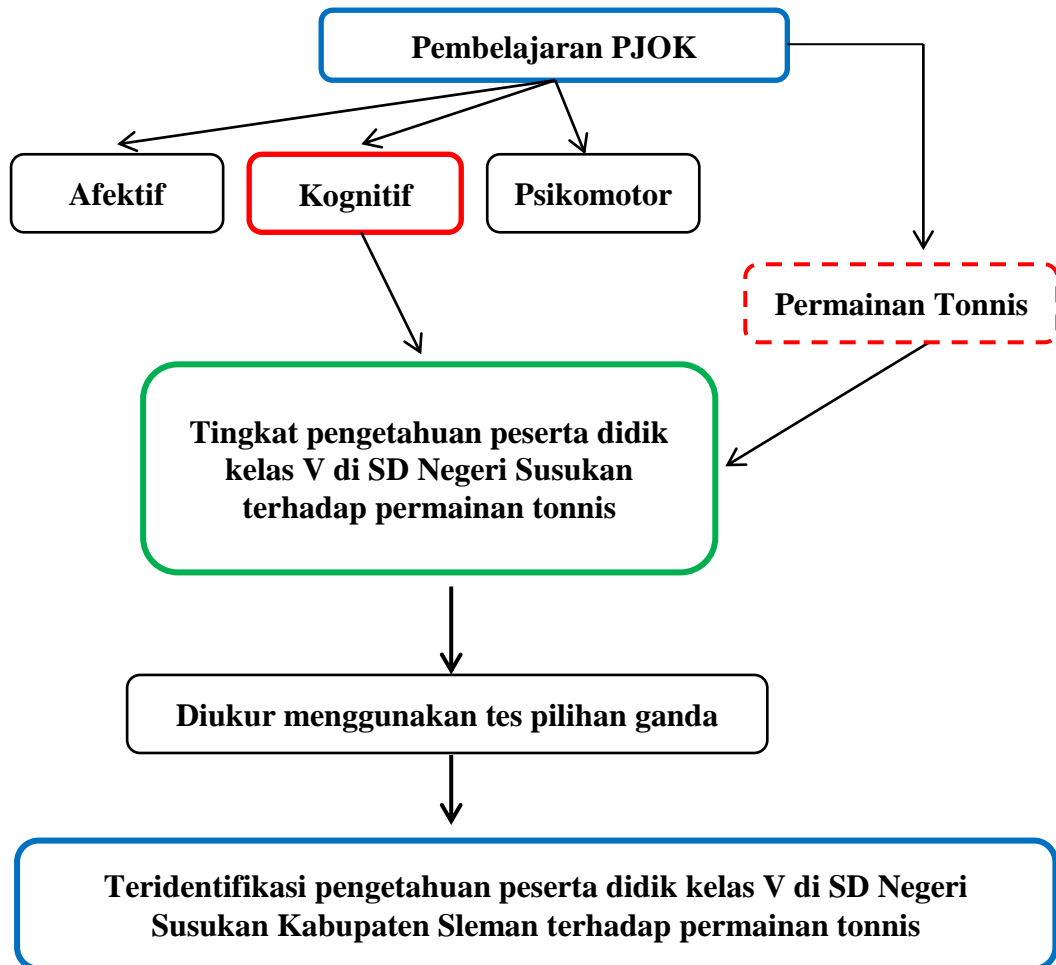 Pembelajaran PJOK
Afektif
Kognitif
Psikomotor
Permainan Tonnis
Tingkat pengetahuan peserta didik
kelas V di SD Negeri Susukan
terhadap permainan tonnis
Diukur menggunakan tes pilihan ganda
Teridentifikasi pengetahuan peserta didik kelas V di SD Negeri
Susukan Kabupaten Sleman terhadap permainan tonnis